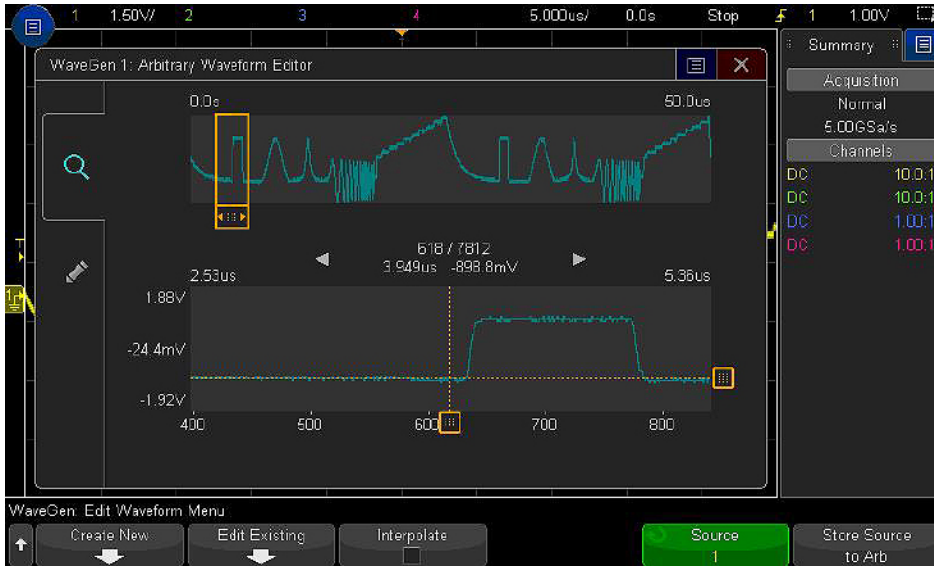 1 1.50V/ 2 3 4 5.000us/ 0.0s Stop 1 1.00V
Summary
WaveGen 1: Arbitrary Waveform Editor
Acquisition
Normal
5.00GSa/s
Channels
DC 10.0:1
DC 10.0:1
DC 1.00:1
DC 1.00:1
0.0s 50.0us
618 / 7812
3.949us -898.8mV
2.53us 5.36us
T
1
1.88V
-24.4mV
-1.92V
400 500 600 700 800
WaveGen: Edit Waveform Menu
Create New Edit Existing Interpolate Source Store Source
1 to Arb